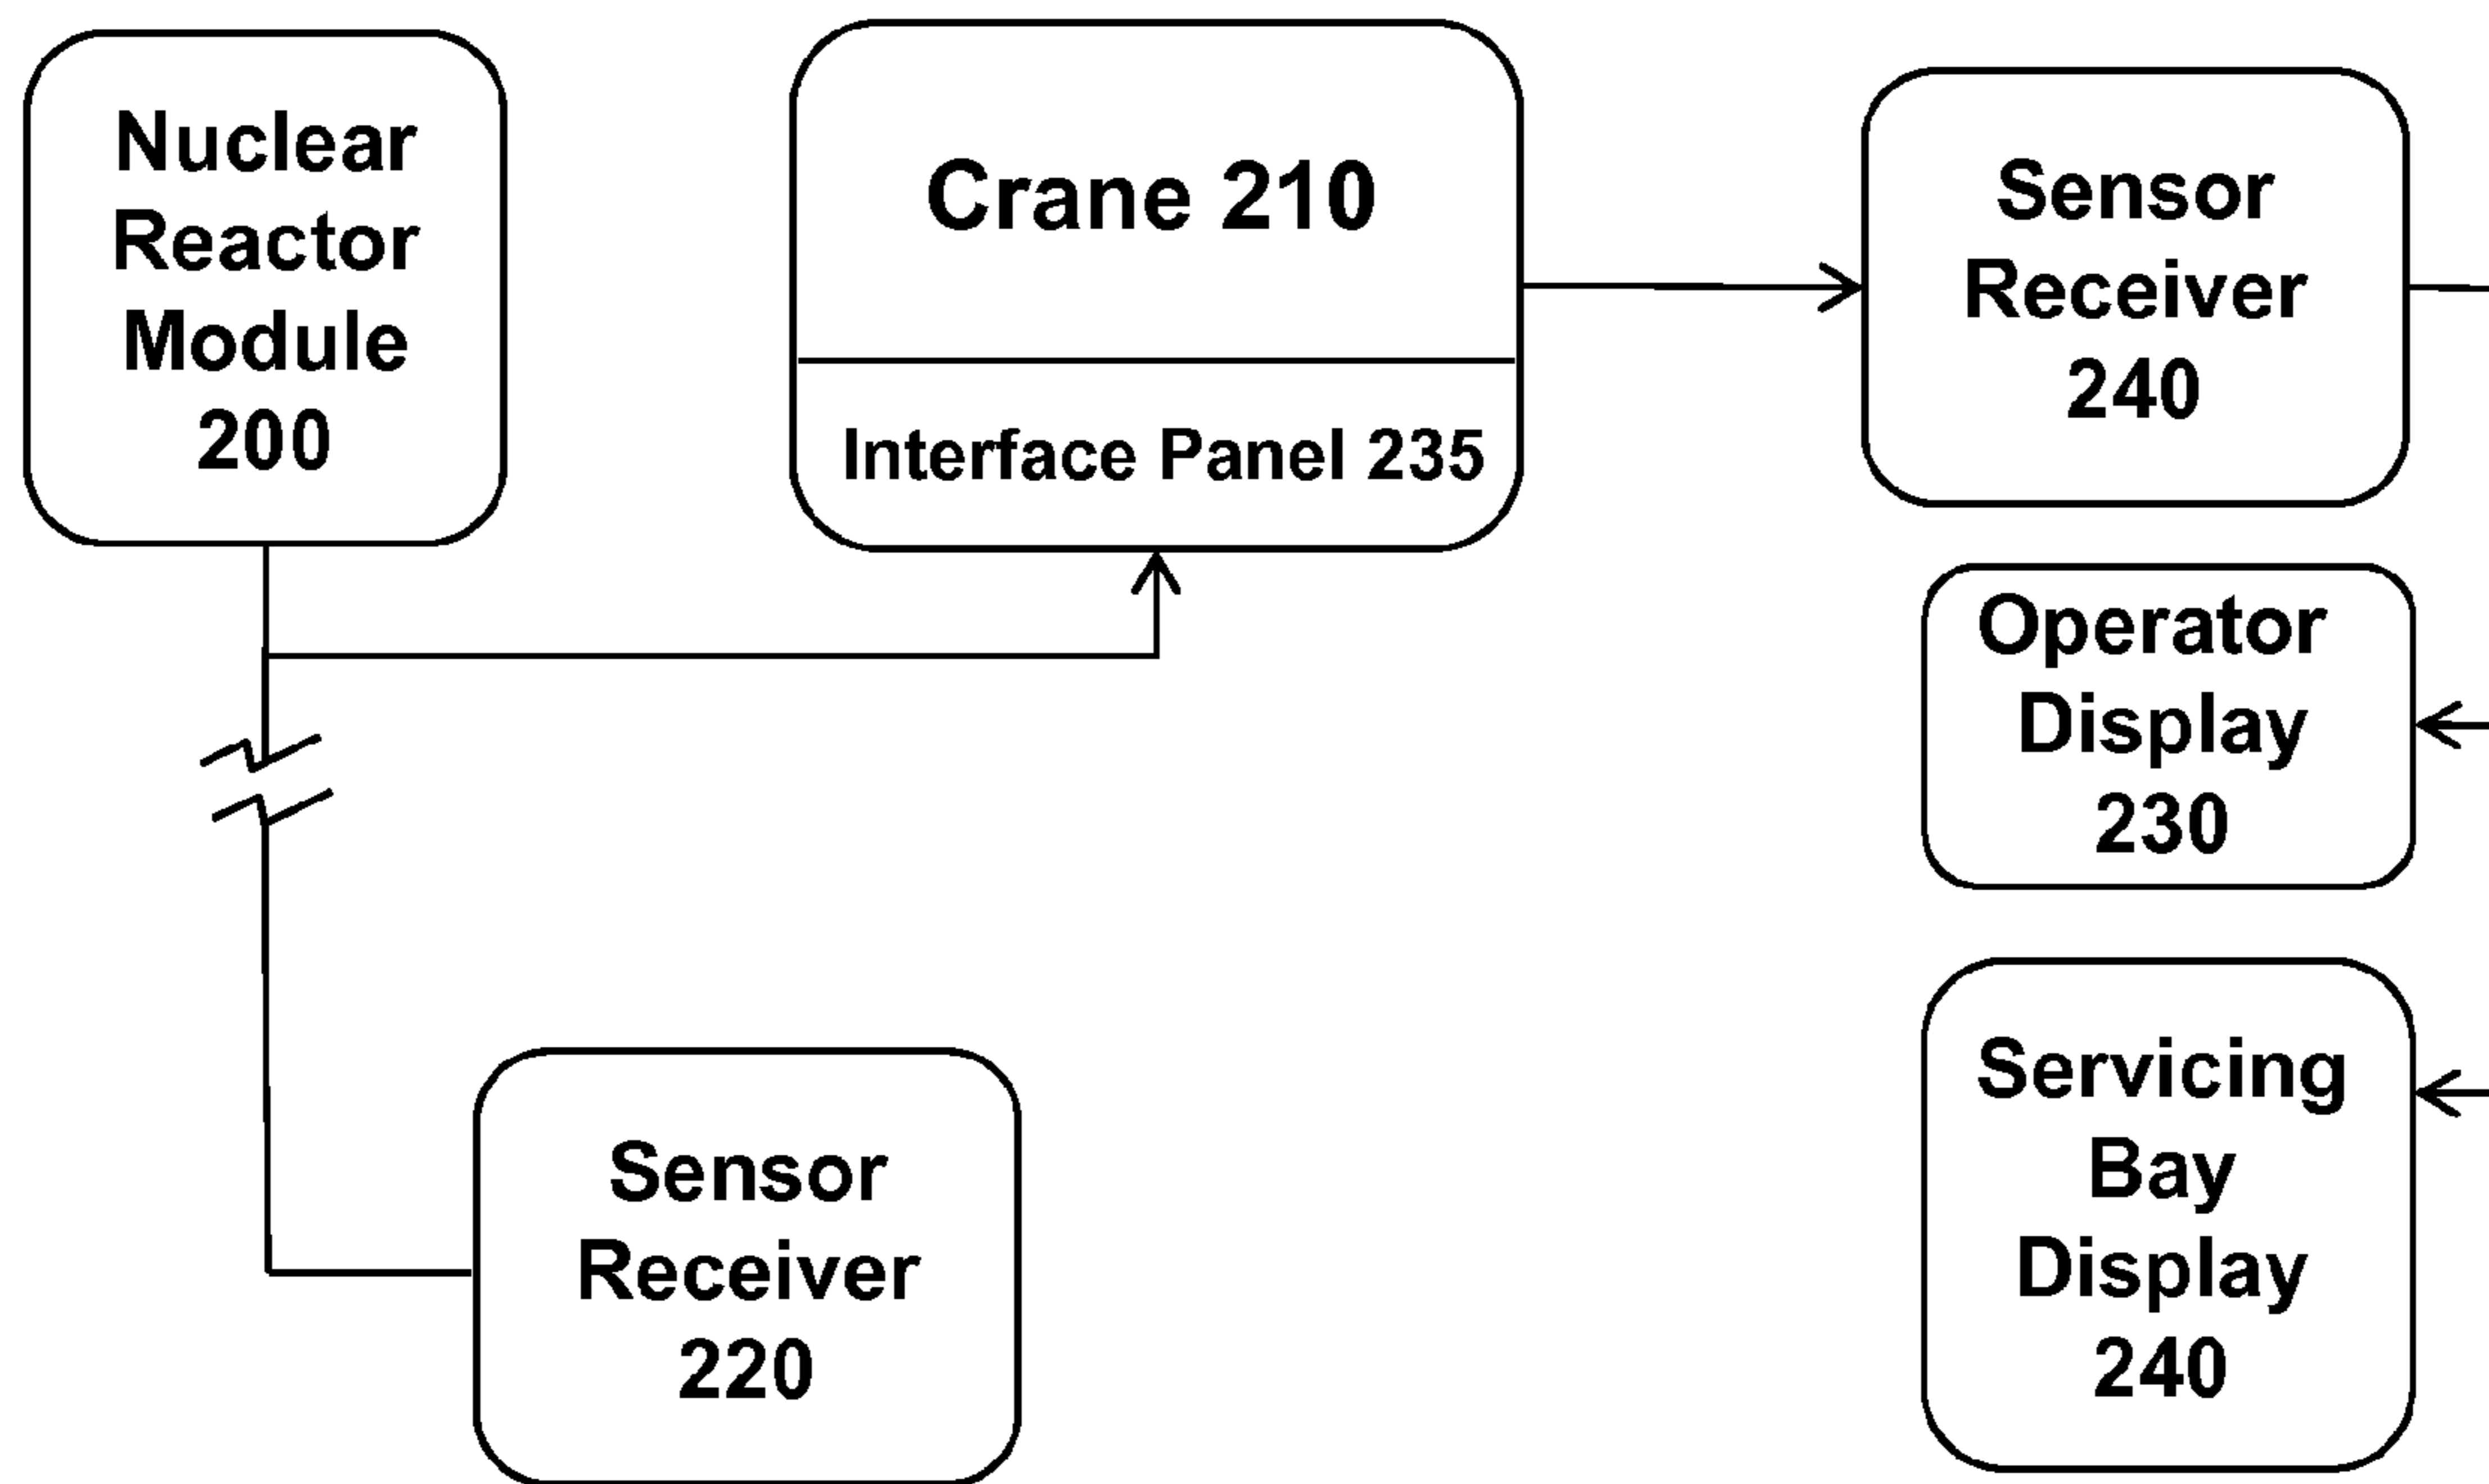 Nuclear
Reactor
Module
200
Crane 210
Interface Panel 235
Sensor
Receiver
240
Operator
Display
230
Servicing
Bay
Display
240
Sensor
Receiver
220